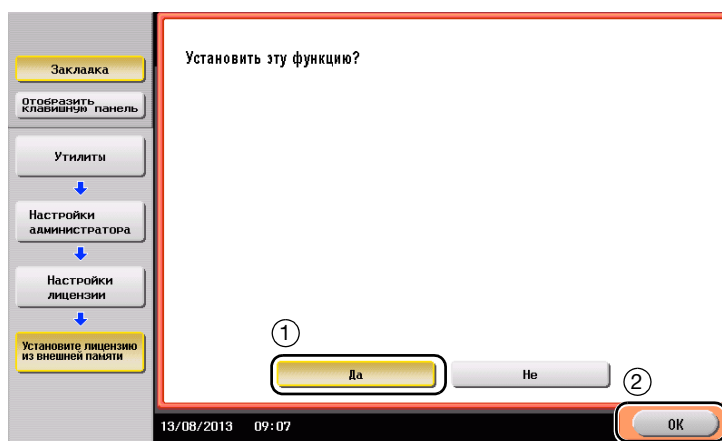 Закладка
Отобразить
клавишную панель
Утилиты
Настройки
администратора
Настройки
лицензии
Установите лицензию
из внешней памяти
Установить эту функцию?
1
Да
Не
2
13/08/2013 09:07
OK